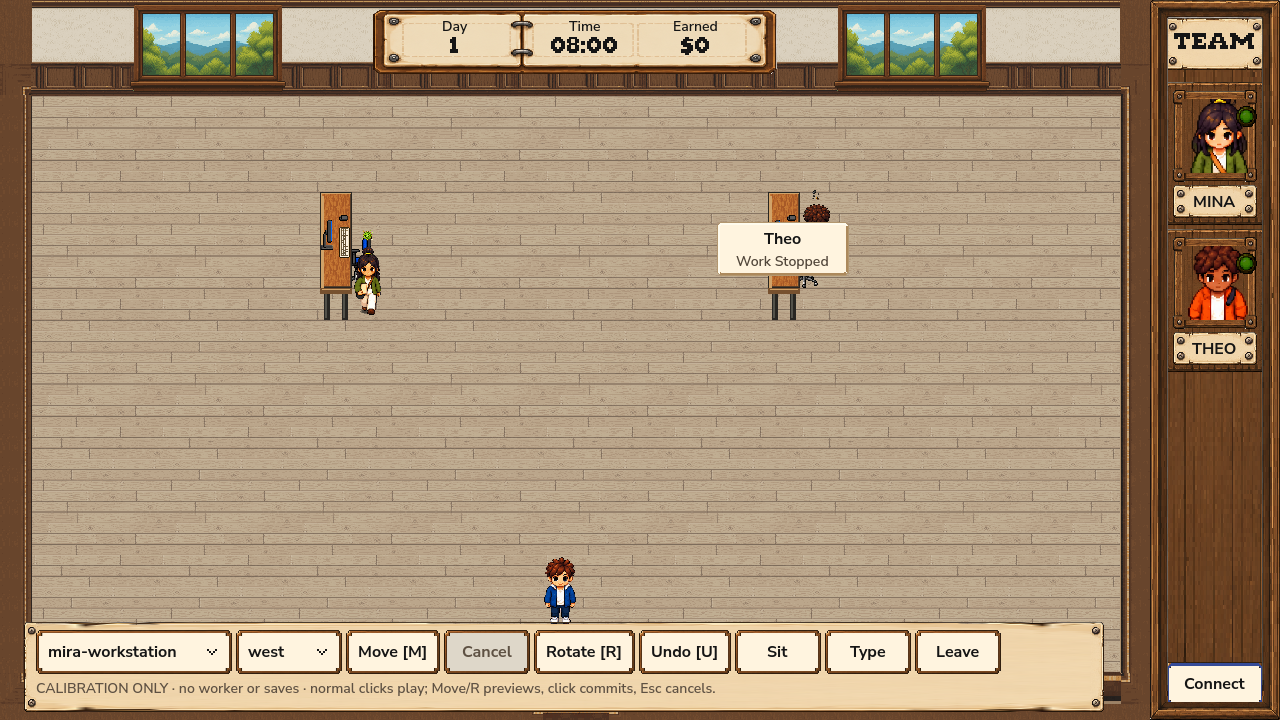 Day
1
Time
08:00
Earned
$0
TEAM
MINA
THEO
Theo
Work Stopped
mira-workstation
west
Move [M]
Cancel
Rotate [R]
Undo [U]
Sit
Type
Leave
CALIBRATION ONLY · no worker or saves · normal clicks play; Move/R previews, click commits, Esc cancels.
Connect